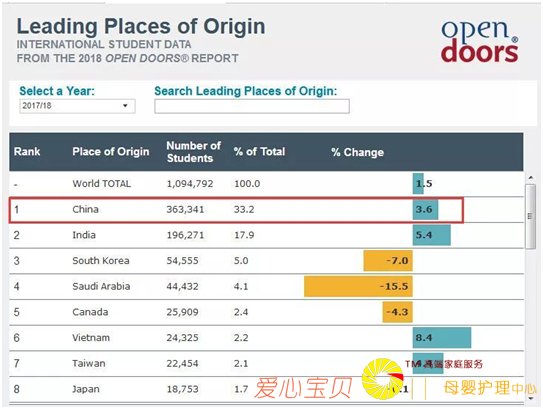 Leading Places of Origin
INTERNATIONAL STUDENT DATA
FROM THE 2018 OPEN DOORS® REPORT
open doors®
Select a Year: Search Leading Places of Origin:
2017/18
Rank Place of Origin Number of Students % of Total % Change
- World TOTAL 1,094,792 100.0 1.5
1 China 363,341 33.2 3.6
2 India 196,271 17.9 5.4
3 South Korea 54,555 5.0 -7.0
4 Saudi Arabia 44,432 4.1 -15.5
5 Canada 25,909 2.4 -4.3
6 Vietnam 24,325 2.2 8.4
7 Taiwan 22,454 2.1
TM 高端家庭服务
8 Japan 18,753 1.7
爱心宝贝 母婴护理中心